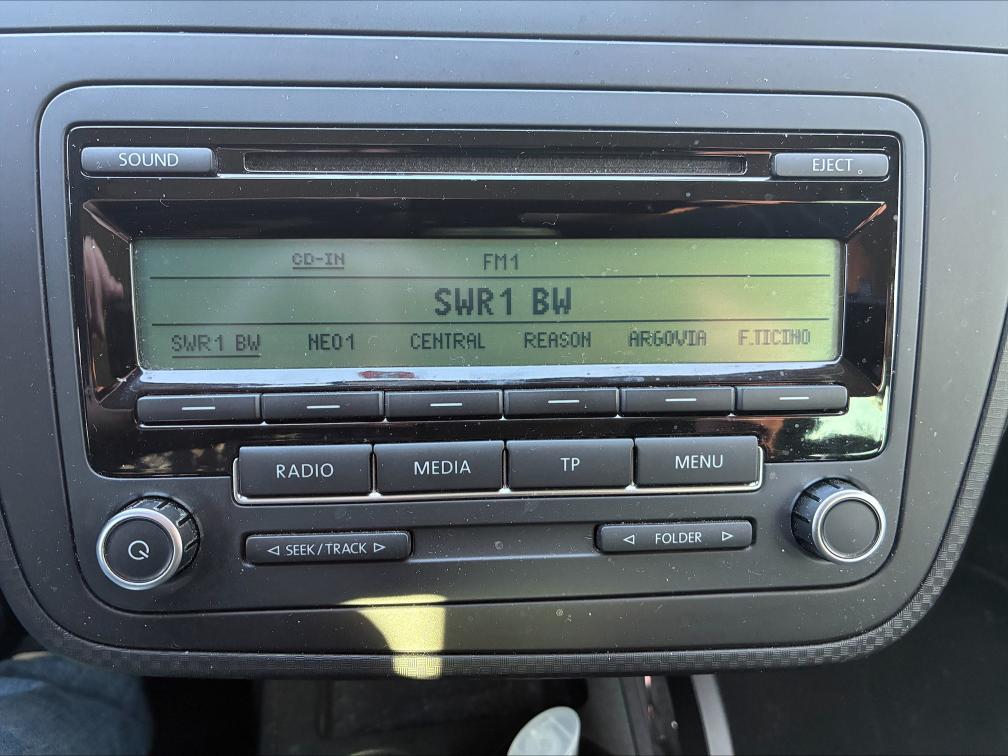 SOUND EJECT
CD-IN FM1
SWR1 BW
SWR1 BW NEO1 CENTRAL REASON ARGOVIA F.TICINO
RADIO MEDIA TP MENU
SEEK/TRACK FOLDER